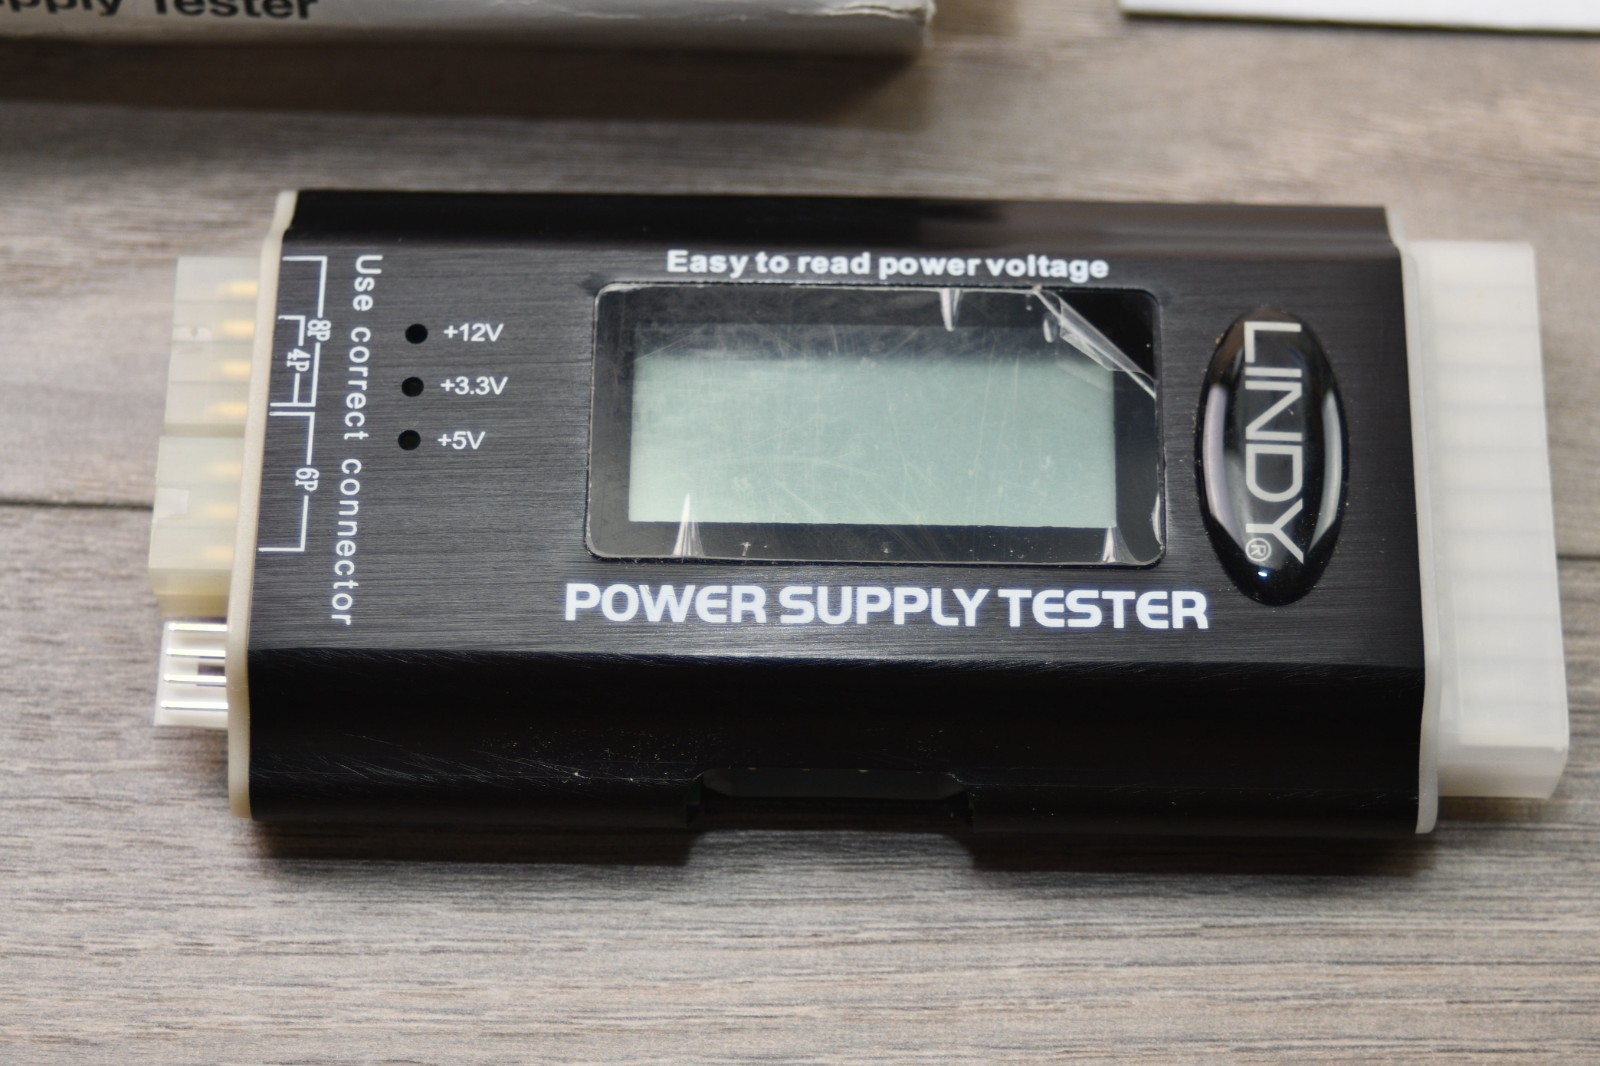 Tester
Easy to read power voltage
Use correct connector
8P
4P
6P
+12V
+3.3V
+5V
LINDY®
POWER SUPPLY TESTER